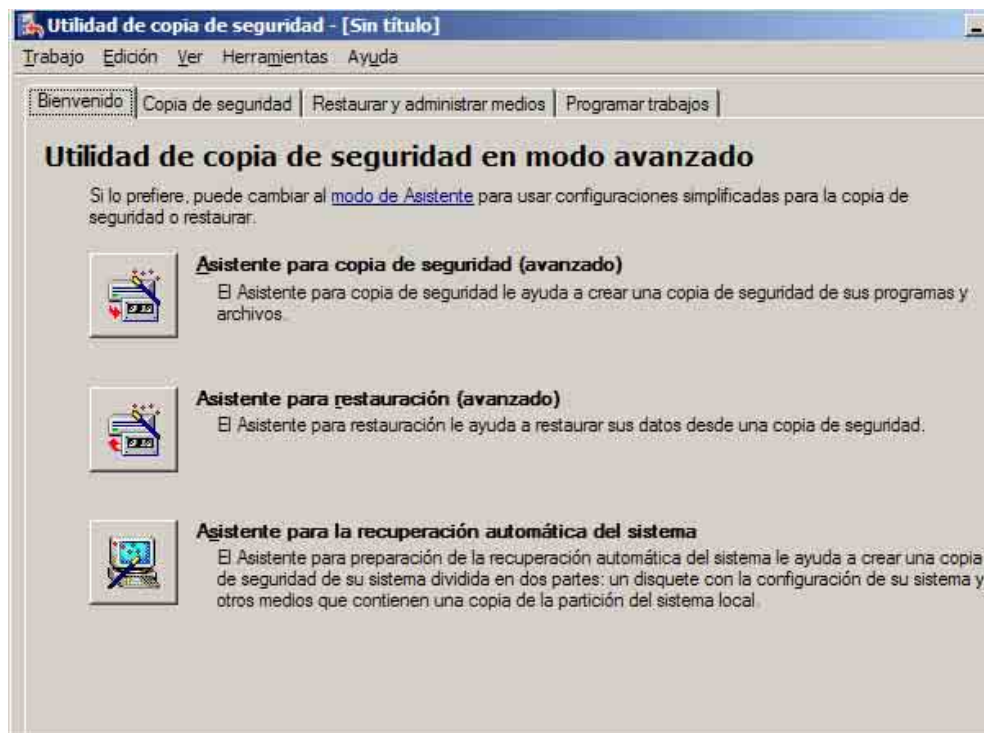 Utilidad de copia de seguridad - [Sin título]
Trabajo Edición Ver Herramientas Ayuda
Bienvenido Copia de seguridad Restaurar y administrar medios Programar trabajos
Utilidad de copia de seguridad en modo avanzado
Si lo prefiere, puede cambiar al modo de Asistente para usar configuraciones simplificadas para la copia de
seguridad o restaurar.
Asistente para copia de seguridad (avanzado)
El Asistente para copia de seguridad le ayuda a crear una copia de seguridad de sus programas y
archivos.
Asistente para restauración (avanzado)
El Asistente para restauración le ayuda a restaurar sus datos desde una copia de seguridad.
Asistente para la recuperación automática del sistema
El Asistente para preparación de la recuperación automática del sistema le ayuda a crear una copia
de seguridad de su sistema dividida en dos partes: un disquete con la configuración de su sistema y
otros medios que contienen una copia de la partición del sistema local.